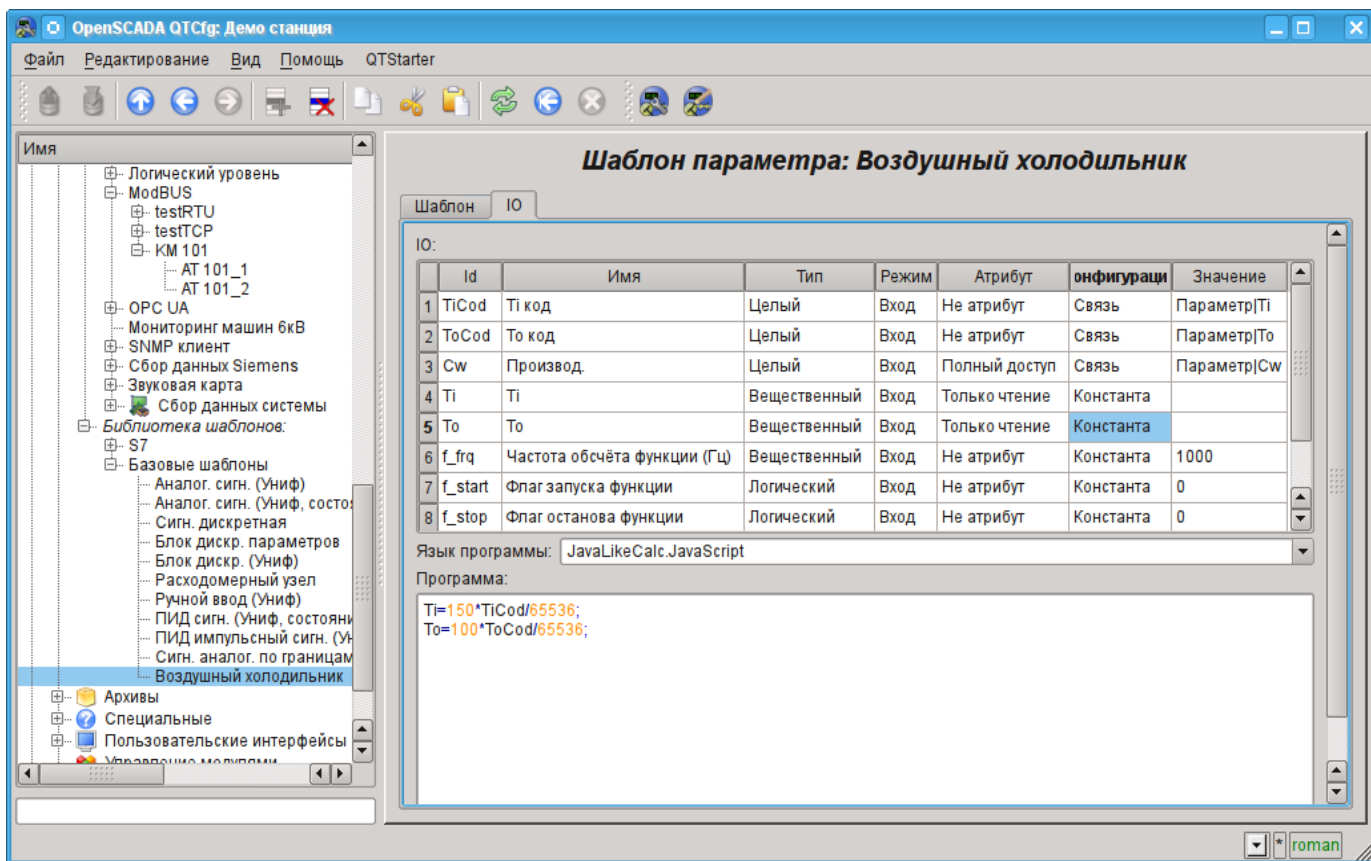 OpenSCADA QTCfg: Демо станция
Файл Редактирование Вид Помощь QTStarter
Имя
Логический уровень
ModBUS
testRTU
testTCP
КМ 101
AT 101_1
AT 101_2
OPC UA
Мониторинг машин 6кВ
SNMP клиент
Сбор данных Siemens
Звуковая карта
Сбор данных системы
Библиотека шаблонов:
S7
Базовые шаблоны
Аналог. сигн. (Униф)
Аналог. сигн. (Униф, состо
Сигн. дискретная
Блок дискр. параметров
Блок дискр. (Униф)
Расходомерный узел
Ручной ввод (Униф)
ПИД сигн. (Униф, состояни
ПИД импульсный сигн. (Ун
Сигн. аналог. по границам
Воздушный холодильник
Архивы
Специальные
Пользовательские интерфейсы
Управление модулями
Шаблон параметра: Воздушный холодильник
Шаблон IO
IO:
Id Имя Тип Режим Атрибут онфигураци Значение
1 TiCod Ti код Целый Вход Не атрибут Связь Параметр|Ti
2 ToCod To код Целый Вход Не атрибут Связь Параметр|To
3 Cw Производ. Целый Вход Полный доступ Связь Параметр|Cw
4 Ti Ti Вещественный Вход Только чтение Константа
5 To To Вещественный Вход Только чтение Константа
6 f_frq Частота обсчёта функции (Гц) Вещественный Вход Не атрибут Константа 1000
7 f_start Флаг запуска функции Логический Вход Не атрибут Константа 0
8 f_stop Флаг останова функции Логический Вход Не атрибут Константа 0
Язык программы: JavaLikeCalc.JavaScript
Программа:
Ti=150*TiCod/65536;
To=100*ToCod/65536;
* roman